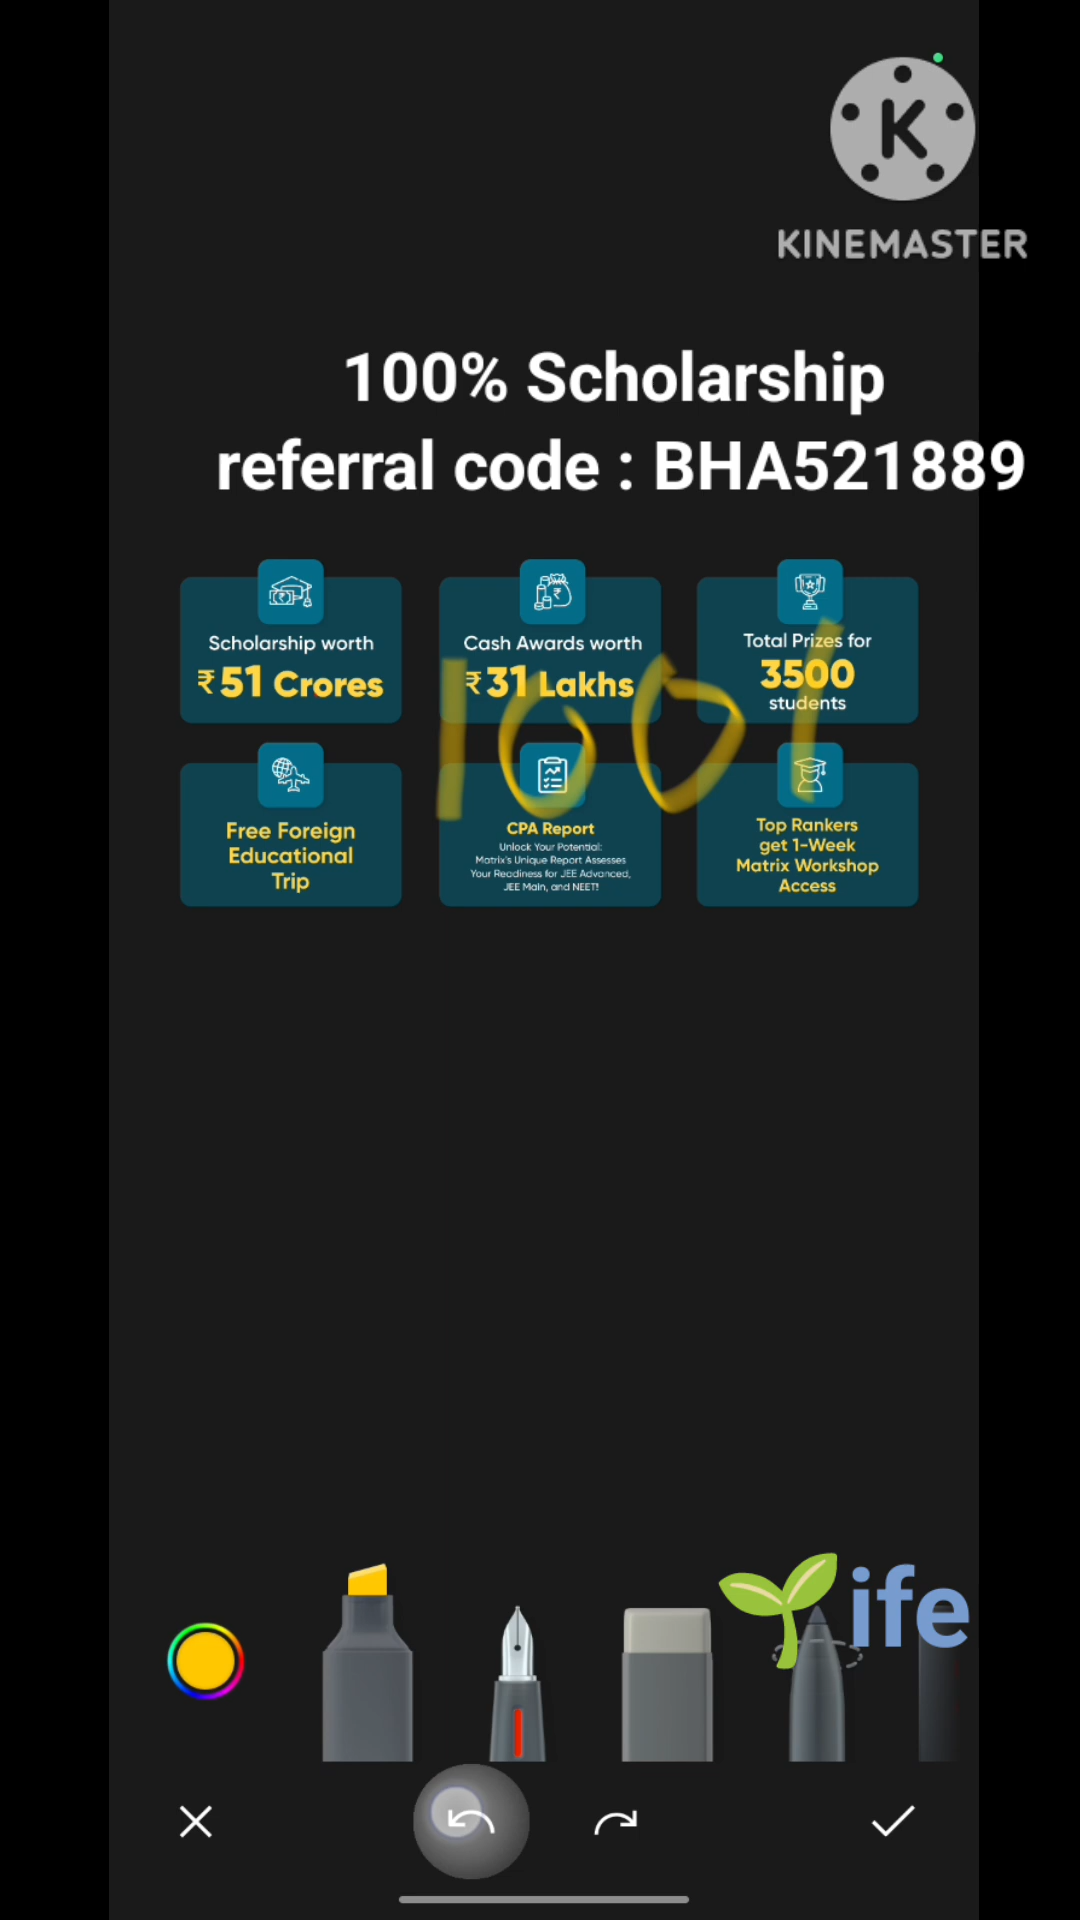 K
KINEMASTER
100% Scholarship
referral code : BHA521889
Scholarship worth
₹51 Crores
Cash Awards worth
₹31 Lakhs
Total Prizes for
3500
students
Free Foreign
Educational
Trip
CPA Report
Unlock Your Potential:
Matrix's Unique Report Assesses
Your Readiness for JEE Advanced,
JEE Main, and NEET!
Top Rankers
get 1-Week
Matrix Workshop
Access
ife